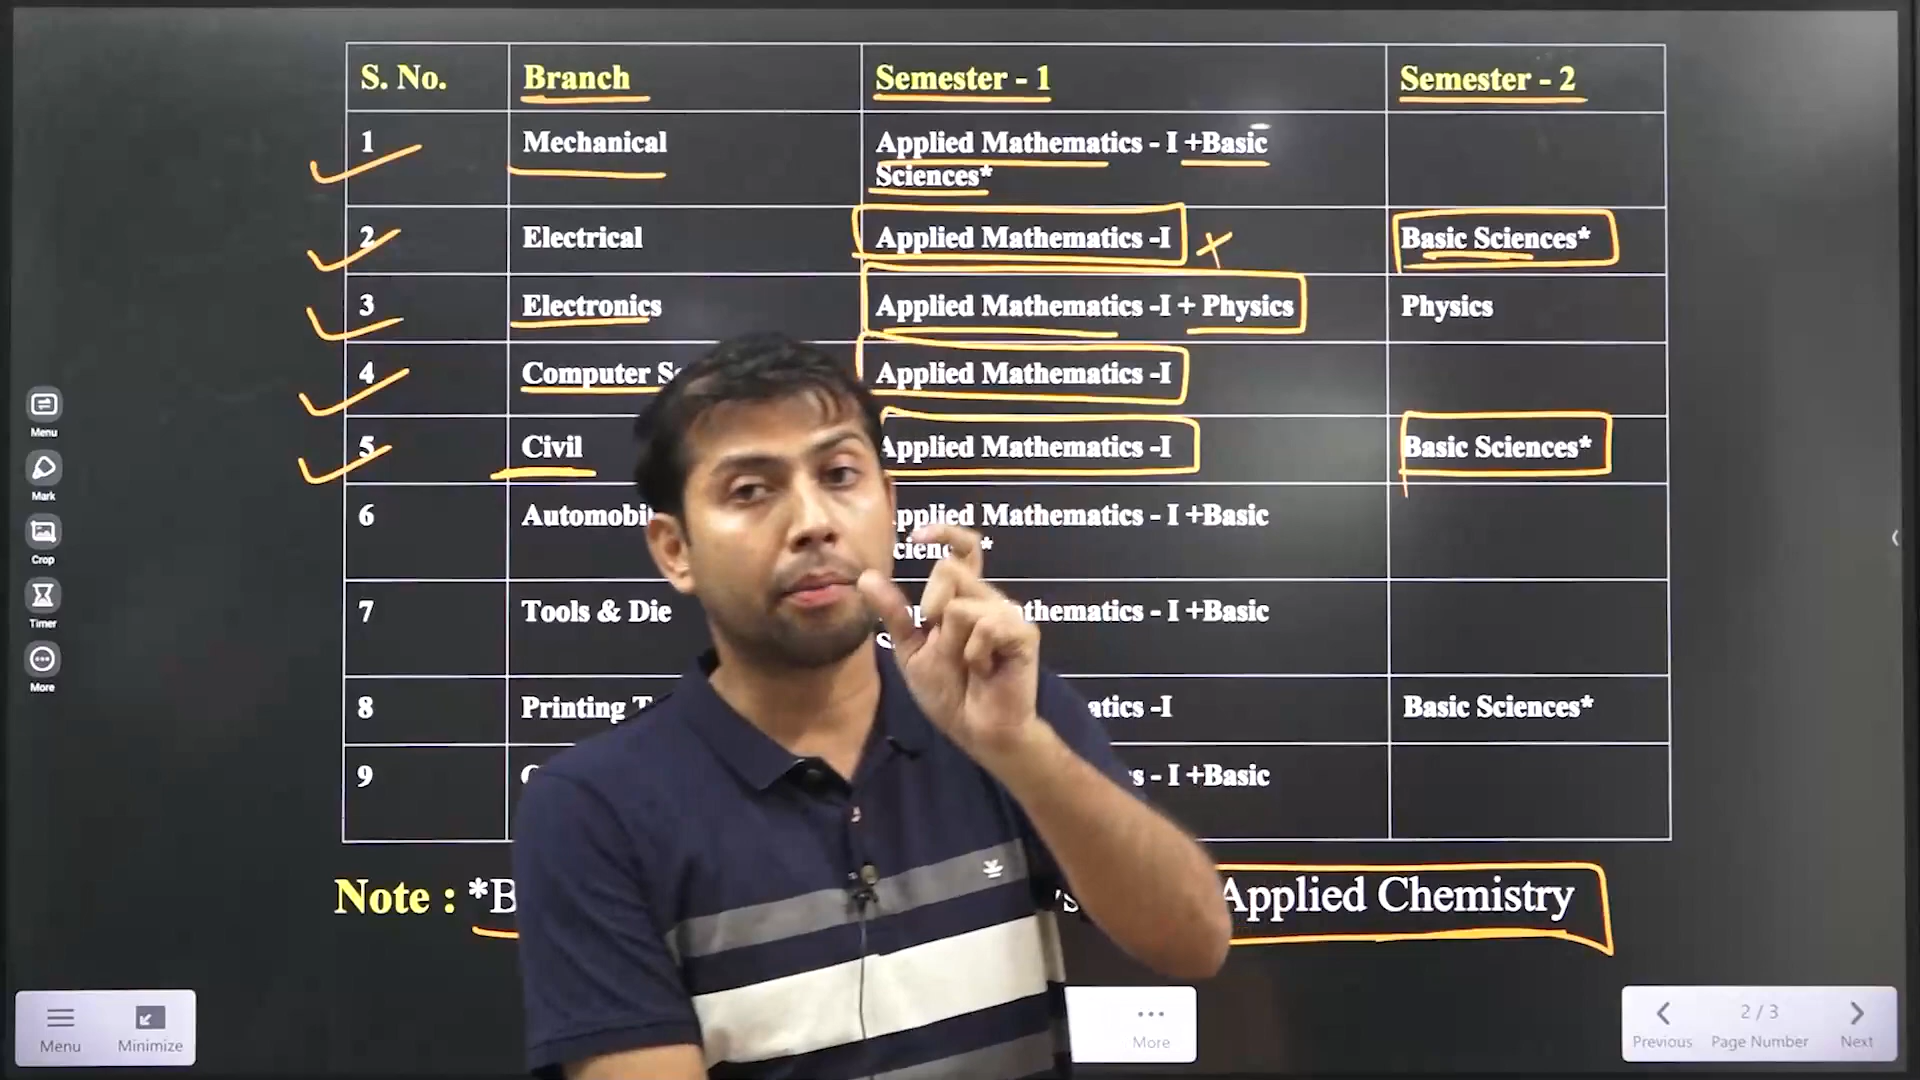 S. No. Branch Semester - 1 Semester - 2
1 Mechanical Applied Mathematics - I +Basic
Sciences*
2 Electrical Applied Mathematics -I Basic Sciences*
3 Electronics Applied Mathematics -I + Physics Physics
4 Computer Applied Mathematics -I
5 Civil Applied Mathematics -I Basic Sciences*
6 Mathematics - I +Basic
7 Tools & Die - I +Basic
8 Printing -I Basic Sciences*
9 - I +Basic
Note : Applied Chemistry
Menu
Mark
Crop
Timer
More
Menu Minimize
More
Previous 2 / 3 Page Number Next